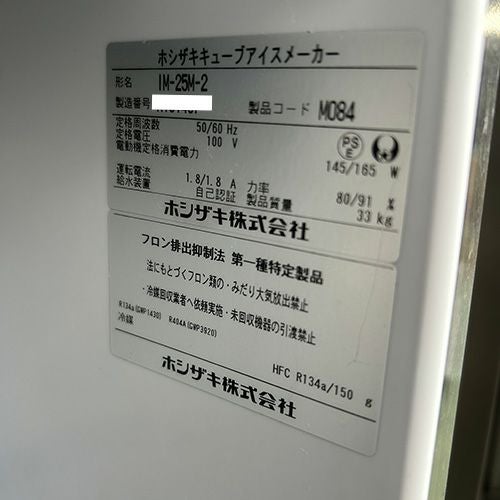 ホシザキキューブアイスメーカー
形名 IM-25M-2
製造番号
製品コード M084
定格周波数 50/60 Hz
定格電圧 100 V
電動機定格消費電力 145/165 W
PS
E
運転電流 1.8/1.8 A 力率 80/91 %
給水装置 自己認証 製品質量 33 kg
ホシザキ株式会社
フロン排出抑制法 第一種特定製品
法にもとづくフロン類の・みだり大気放出禁止
・冷媒回収業者へ依頼実施・未回収機器の引渡禁止
R134a(GWP1430) R404A(GWP3920)
冷媒 HFC R134a/150 g
ホシザキ株式会社